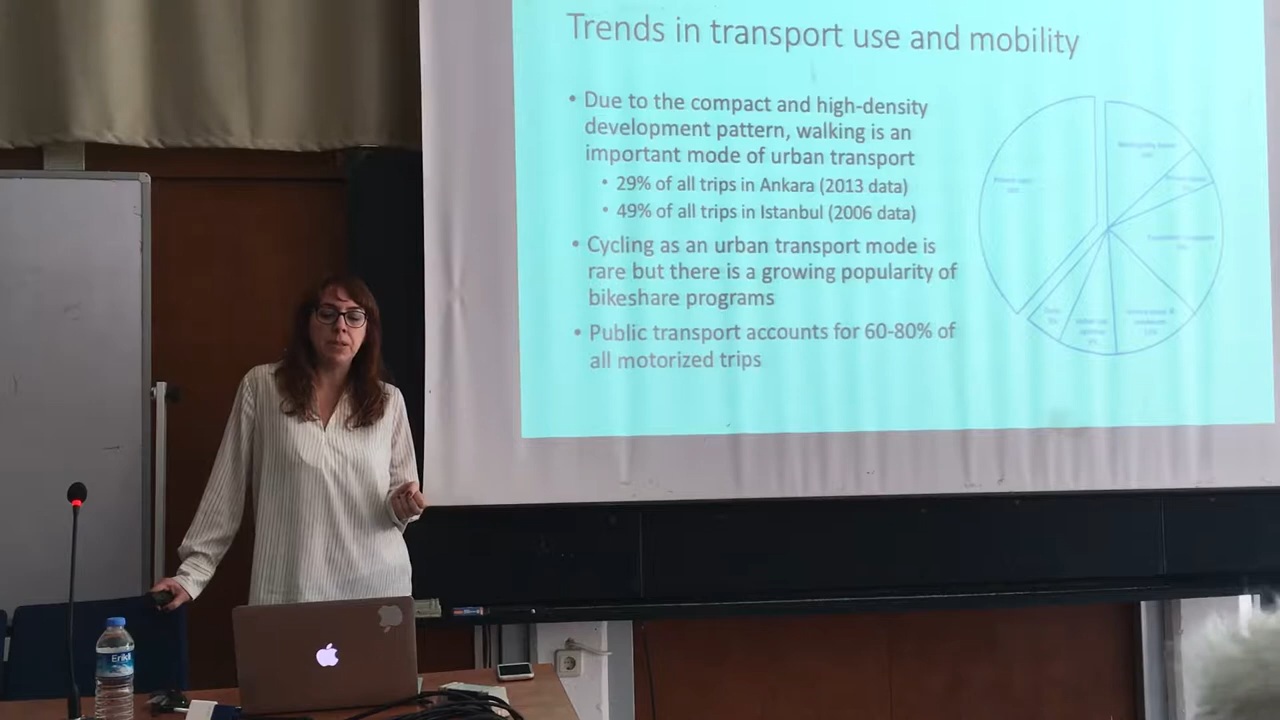 Trends in transport use and mobility
• Due to the compact and high-density
development pattern, walking is an
important mode of urban transport
• 29% of all trips in Ankara (2013 data)
• 49% of all trips in Istanbul (2006 data)
• Cycling as an urban transport mode is
rare but there is a growing popularity of
bikeshare programs
• Public transport accounts for 60-80% of
all motorized trips
Erikli